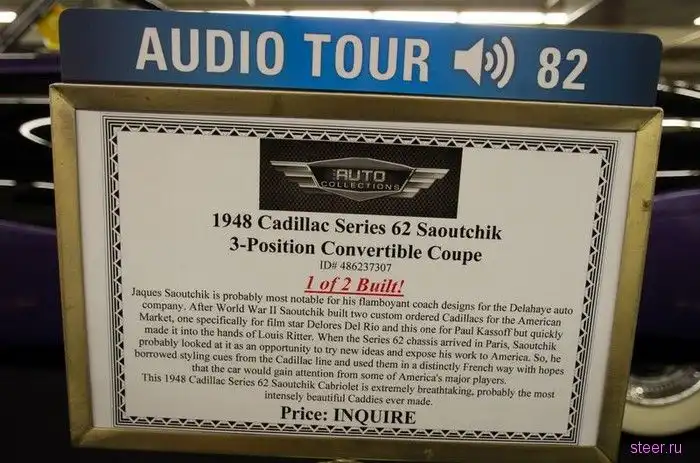 AUDIO TOUR 82
AUTO
COLLECTIONS
1948 Cadillac Series 62 Saoutchik
3-Position Convertible Coupe
ID# 486237307
1 of 2 Built!
Jaques Saoutchik is probably most notable for his flamboyant coach designs for the Delahaye auto
company. After World War II Saoutchik built two custom ordered Cadillacs for the American
Market, one specifically for film star Delores Del Rio and this one for Paul Kassoff but quickly
made it into the hands of Louis Ritter. When the Series 62 chassis arrived in Paris, Saoutchik
probably looked at it as an opportunity to try new ideas and expose his work to America. So, he
borrowed styling cues from the Cadillac line and used them in a distinctly French way with hopes
that the car would gain attention from some of America's major players.
This 1948 Cadillac Series 62 Saoutchik Cabriolet is extremely breathtaking, probably the most
intensely beautiful Caddies ever made.
Price: INQUIRE
steer.ru